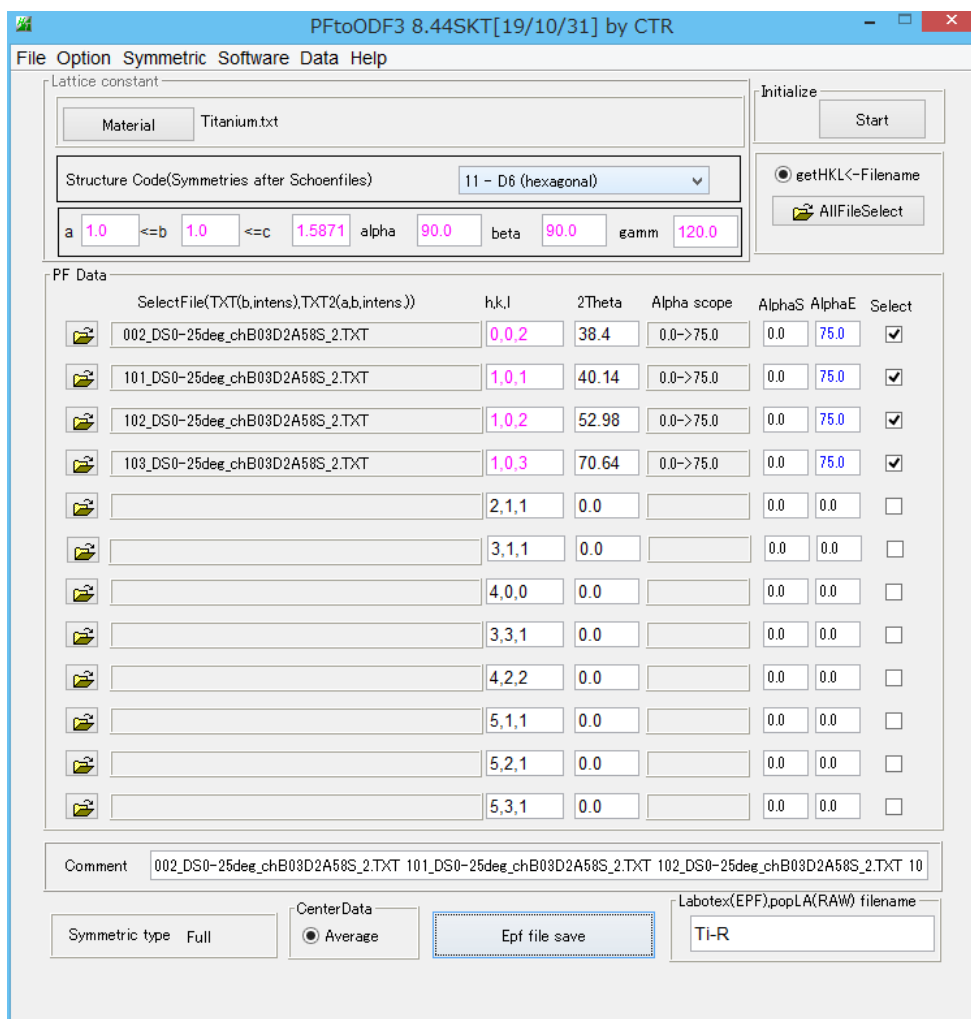 PFtoODF3 8.44SKT[19/10/31] by CTR
File Option Symmetric Software Data Help
Lattice constant
Material Titanium.txt
Initialize
Start
Structure Code(Symmetries after Schoenfiles) 11 - D6 (hexagonal)
getHKL<-Filename
AllFileSelect
a 1.0 <=b 1.0 <=c 1.5871 alpha 90.0 beta 90.0 gamm 120.0
PF Data
SelectFile(TXT(b,intens),TXT2(a,b,intens.)) h,k,l 2Theta Alpha scope AlphaS AlphaE Select
002_DS0-25deg_chB03D2A58S_2.TXT 0,0,2 38.4 0.0->75.0 0.0 75.0
101_DS0-25deg_chB03D2A58S_2.TXT 1,0,1 40.14 0.0->75.0 0.0 75.0
102_DS0-25deg_chB03D2A58S_2.TXT 1,0,2 52.98 0.0->75.0 0.0 75.0
103_DS0-25deg_chB03D2A58S_2.TXT 1,0,3 70.64 0.0->75.0 0.0 75.0
2,1,1 0.0 0.0 0.0
3,1,1 0.0 0.0 0.0
4,0,0 0.0 0.0 0.0
3,3,1 0.0 0.0 0.0
4,2,2 0.0 0.0 0.0
5,1,1 0.0 0.0 0.0
5,2,1 0.0 0.0 0.0
5,3,1 0.0 0.0 0.0
Comment 002_DS0-25deg_chB03D2A58S_2.TXT 101_DS0-25deg_chB03D2A58S_2.TXT 102_DS0-25deg_chB03D2A58S_2.TXT 10
Symmetric type Full
CenterData
Average
Epf file save
Labotex(EPF),popLA(RAW) filename
Ti-R